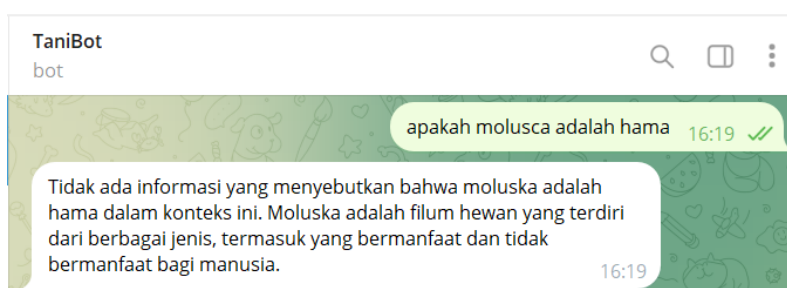 TaniBot
bot
apakah molusca adalah hama 16:19
Tidak ada informasi yang menyebutkan bahwa moluska adalah
hama dalam konteks ini. Moluska adalah filum hewan yang terdiri
dari berbagai jenis, termasuk yang bermanfaat dan tidak
bermanfaat bagi manusia. 16:19